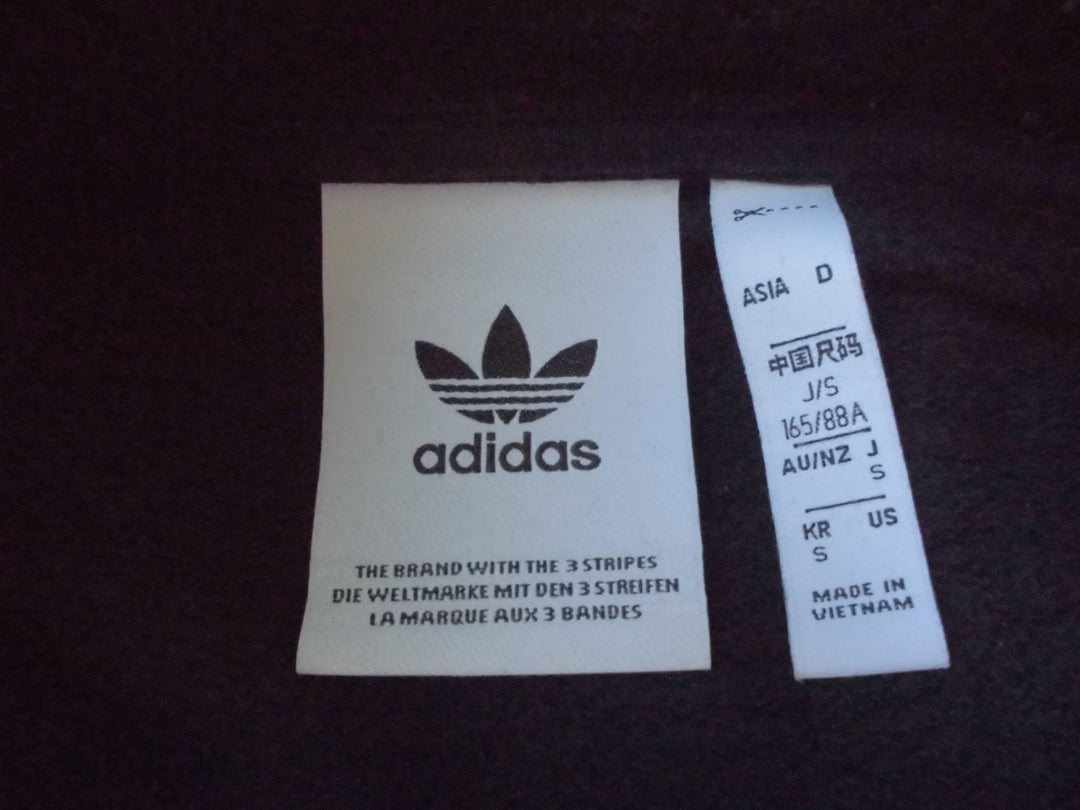 adidas
THE BRAND WITH THE 3 STRIPES
DIE WELTMARKE MIT DEN 3 STREIFEN
LA MARQUE AUX 3 BANDES
ASIA D
中国尺码
J/S
165/88A
AU/NZ J
S
KR US
S
MADE IN
VIETNAM